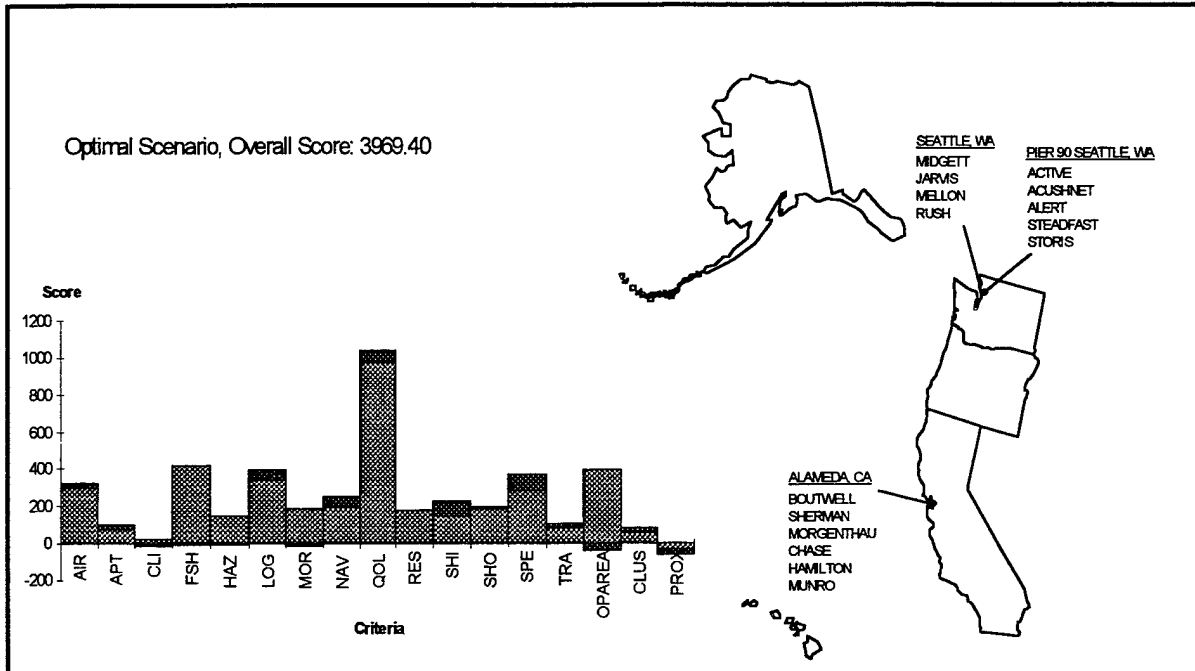 Optimal Scenario, Overall Score: 3969.40
SEATTLE, WA
MIDGETT
JARVIS
MELLON
RUSH
PIER 90 SEATTLE, WA
ACTIVE
ACUSHNET
ALERT
STEADFAST
STORIS
Score
1200
1000
800
600
400
200
0
-200
AIR
APT
CLI
FSH
HAZ
LOG
MOR
NAV
QOL
RES
SHI
SHO
SPE
TRA
OPAREA
CLUS
PROX
Criteria
ALAMEDA, CA
BOUTWELL
SHERMAN
MORGENTHAU
CHASE
HAMILTON
MUNRO